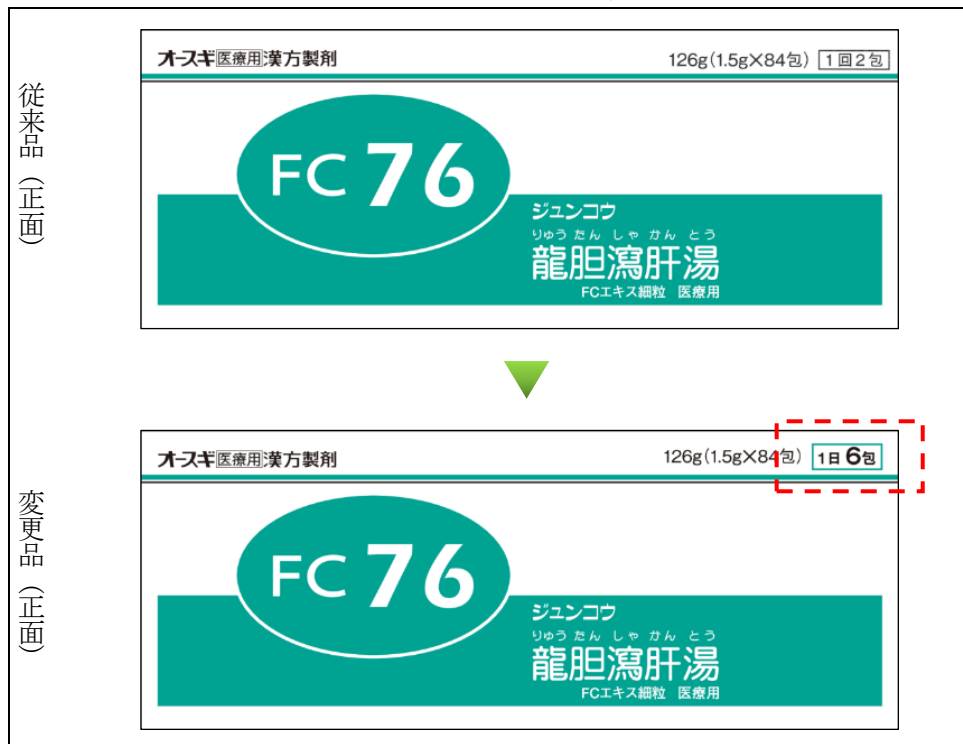 従来品（正面）
オースギ医療用漢方製剤
126g(1.5g×84包) 1回2包
FC 76
ジュンコウ
りゅう たん しゃ かん とう
龍胆瀉肝湯
FCエキス細粒 医療用
変更品（正面）
オースギ医療用漢方製剤
126g(1.5g×84包) 1日6包
FC 76
ジュンコウ
りゅう たん しゃ かん とう
龍胆瀉肝湯
FCエキス細粒 医療用